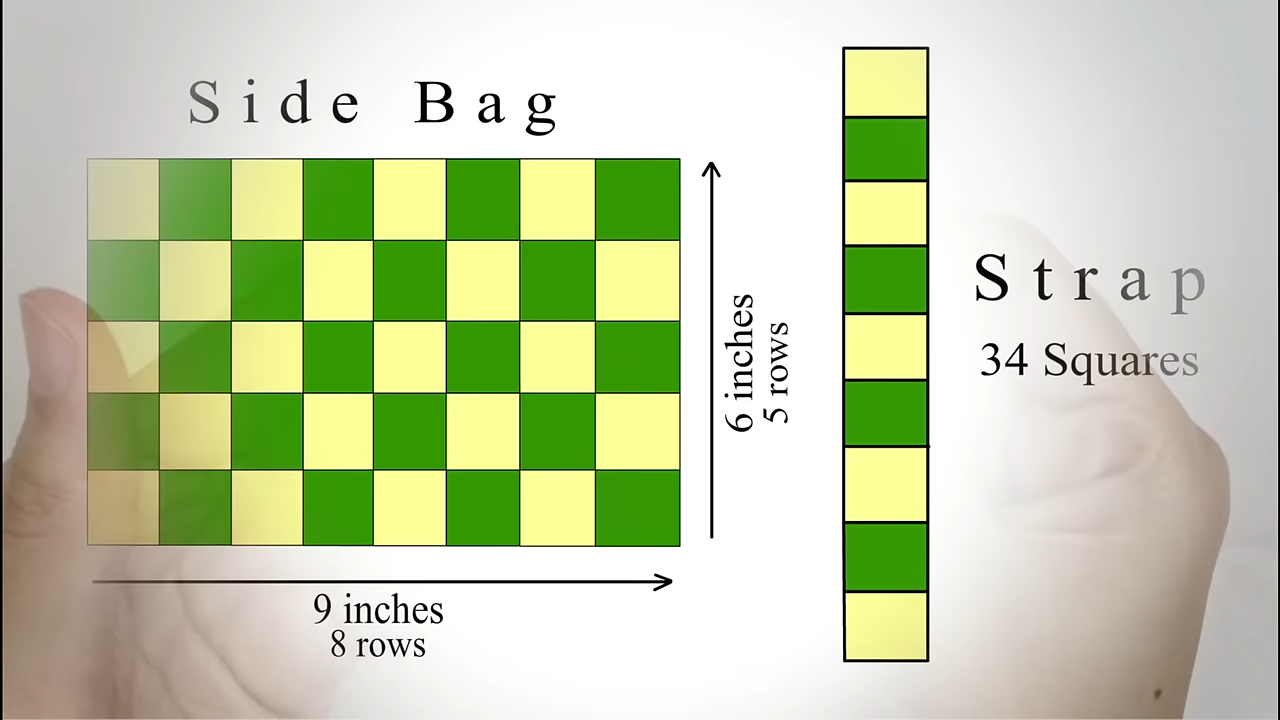 Side Bag
6 inches
5 rows
9 inches
8 rows
Strap
34 Squares